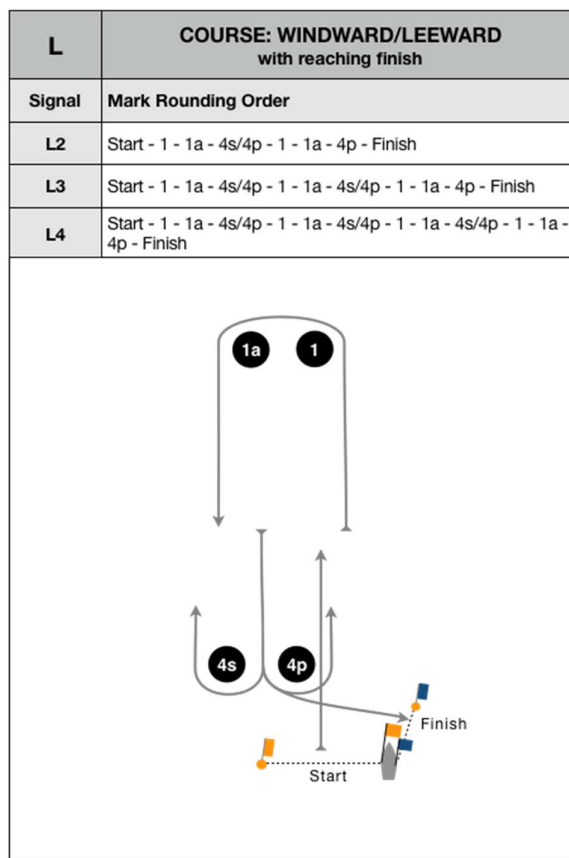 L
COURSE: WINDWARD/LEEWARD
with reaching finish
Signal Mark Rounding Order
L2 Start - 1 - 1a - 4s/4p - 1 - 1a - 4p - Finish
L3 Start - 1 - 1a - 4s/4p - 1 - 1a - 4s/4p - 1 - 1a - 4p - Finish
L4 Start - 1 - 1a - 4s/4p - 1 - 1a - 4s/4p - 1 - 1a - 4s/4p - 1 - 1a -
4p - Finish
1a 1
4s 4p
Finish
Start